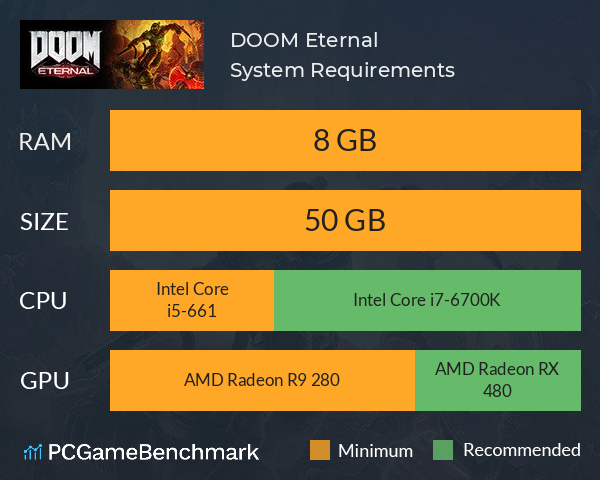 DOOM
ETERNAL
DOOM Eternal
System Requirements
RAM
8 GB
SIZE
50 GB
CPU
Intel Core
i5-661
Intel Core i7-6700K
GPU
AMD Radeon R9 280
AMD Radeon RX
480
PCGameBenchmark
Minimum
Recommended